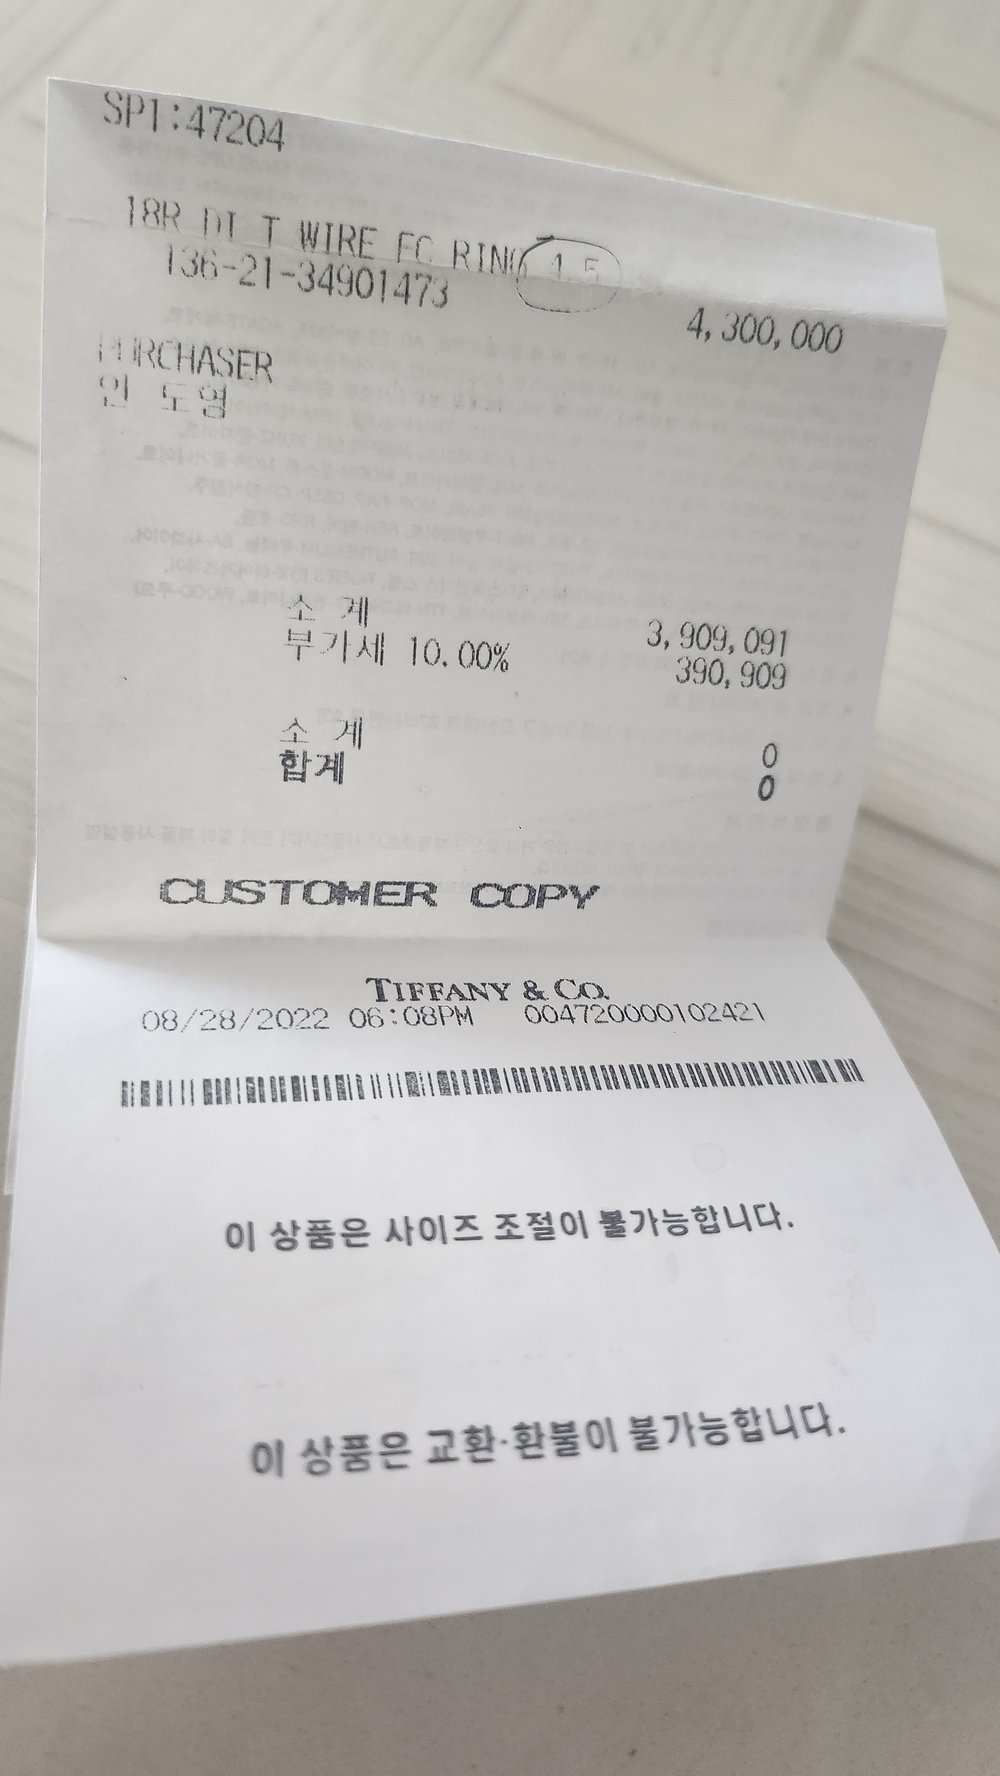 SP1:47204
18R DI T WIRE FC RING 4.5
136-21-34901473
4,300,000
PURCHASER
인 도영
소 계 3,909,091
부가세 10.00% 390,909
소 계 0
합계 0
CUSTOMER COPY
TIFFANY & CO.
08/28/2022 06:08PM 004720000102421
이 상품은 사이즈 조절이 불가능합니다.
이 상품은 교환·환불이 불가능합니다.